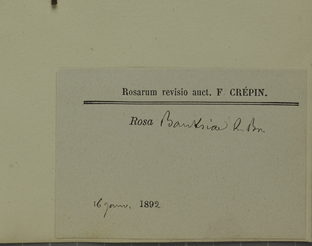 Rosarum revisio auct. F. CRÉPIN.
Rosa Banksiae R. Br.
16 janv. 1892